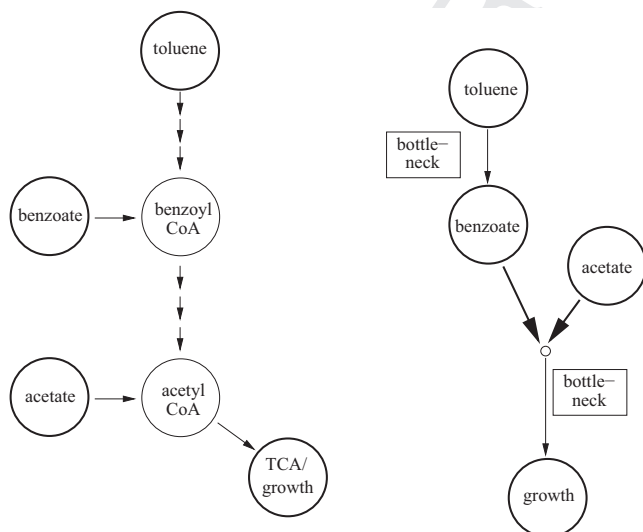 toluene
benzoate
benzoyl
CoA
acetate
acetyl
CoA
TCA/
growth
toluene
bottle−
neck
benzoate
acetate
bottle−
neck
growth